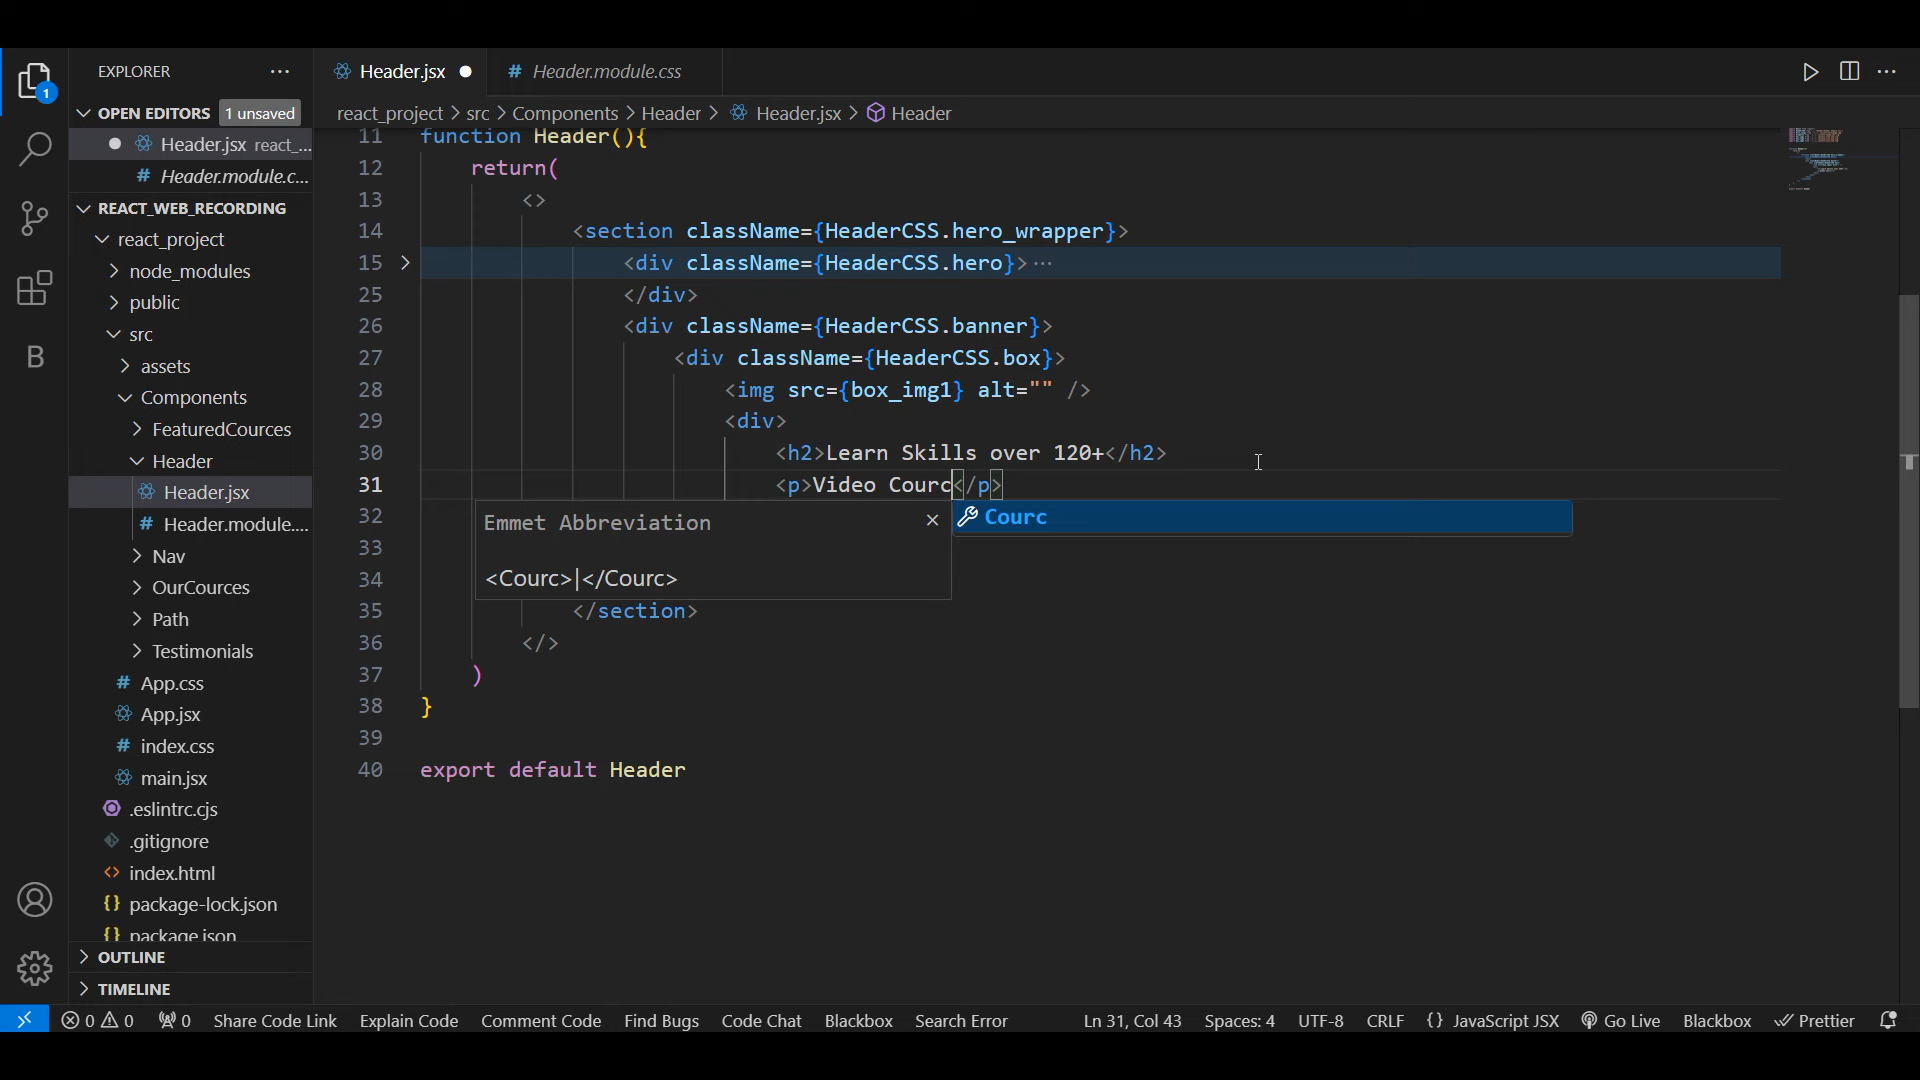 EXPLORER
Header.jsx
# Header.module.css
OPEN EDITORS 1 unsaved
react_project > src > Components > Header > Header.jsx > Header
Header.jsx react_...
# Header.module.c...
REACT_WEB_RECORDING
react_project
node_modules
public
src
assets
Components
FeaturedCources
Header
Header.jsx
# Header.module....
Nav
OurCources
Path
Testimonials
# App.css
App.jsx
# index.css
main.jsx
.eslintrc.cjs
.gitignore
<> index.html
{} package-lock.json
{} package.json
OUTLINE
TIMELINE
1
B
11 function Header(){
12 return(
13 <>
14 <section className={HeaderCSS.hero_wrapper}>
15 > <div className={HeaderCSS.hero}> ...
25 </div>
26 <div className={HeaderCSS.banner}>
27 <div className={HeaderCSS.box}>
28 <img src={box_img1} alt="" />
29 <div>
30 <h2>Learn Skills over 120+</h2>
31 <p>Video Courc</p>
32
33
34
35 </section>
36 </>
37 )
38 }
39
40 export default Header
Emmet Abbreviation
<Courc>|</Courc>
Courc
0 0 0 Share Code Link Explain Code Comment Code Find Bugs Code Chat Blackbox Search Error Ln 31, Col 43 Spaces: 4 UTF-8 CRLF {} JavaScript JSX Go Live Blackbox Prettier